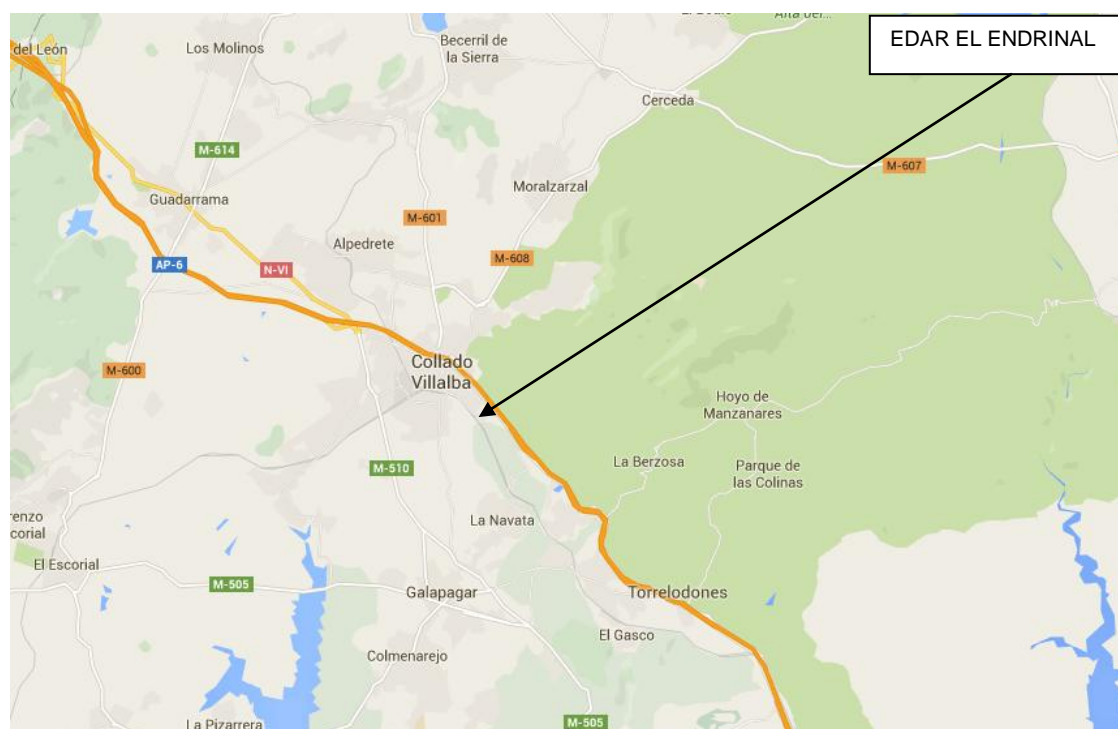 EDAR EL ENDRINAL
del León
Los Molinos
Becerril de
la Sierra
Cerceda
M-614
M-607
Guadarrama
Moralzarzal
M-601
Alpedrete
M-608
AP-6
N-VI
Collado
Villalba
M-600
Hoyo de
Manzanares
M-510
La Berzosa
Parque de
las Colinas
La Navata
renzo
corial
El Escorial
M-505
Galapagar
Torrelodones
El Gasco
Colmenarejo
La Pizarrera
M-505